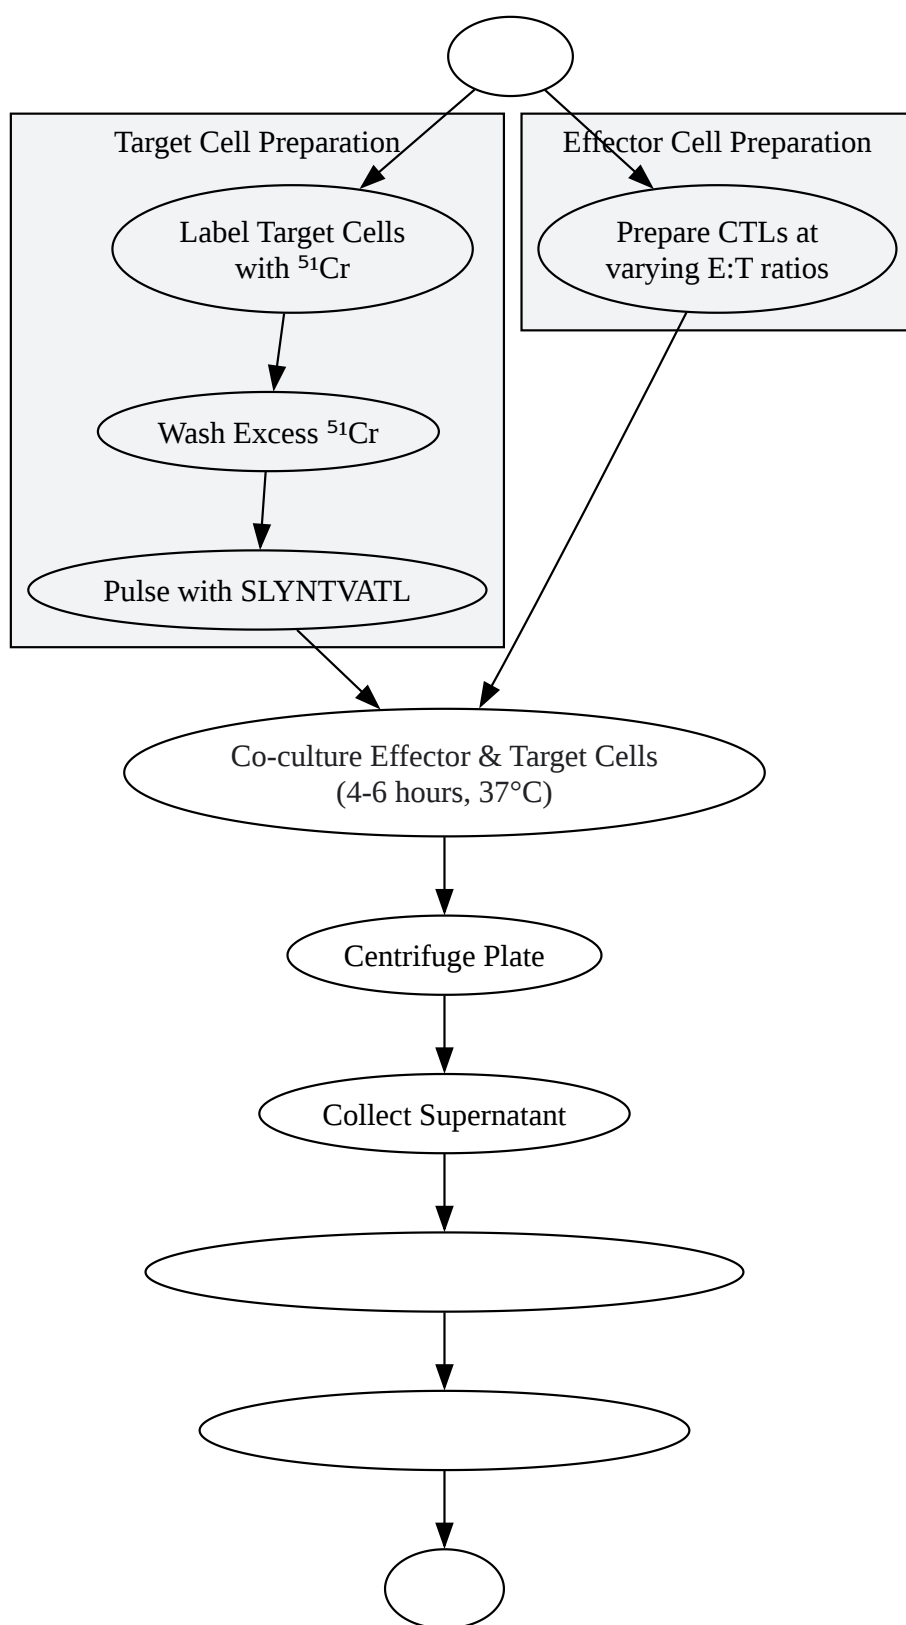 Target Cell Preparation
Effector Cell Preparation
Label Target Cells
with ⁵¹Cr
Prepare CTLs at
varying E:T ratios
Wash Excess ⁵¹Cr
Pulse with SLYNTVATL
Co-culture Effector & Target Cells
(4-6 hours, 37°C)
Centrifuge Plate
Collect Supernatant